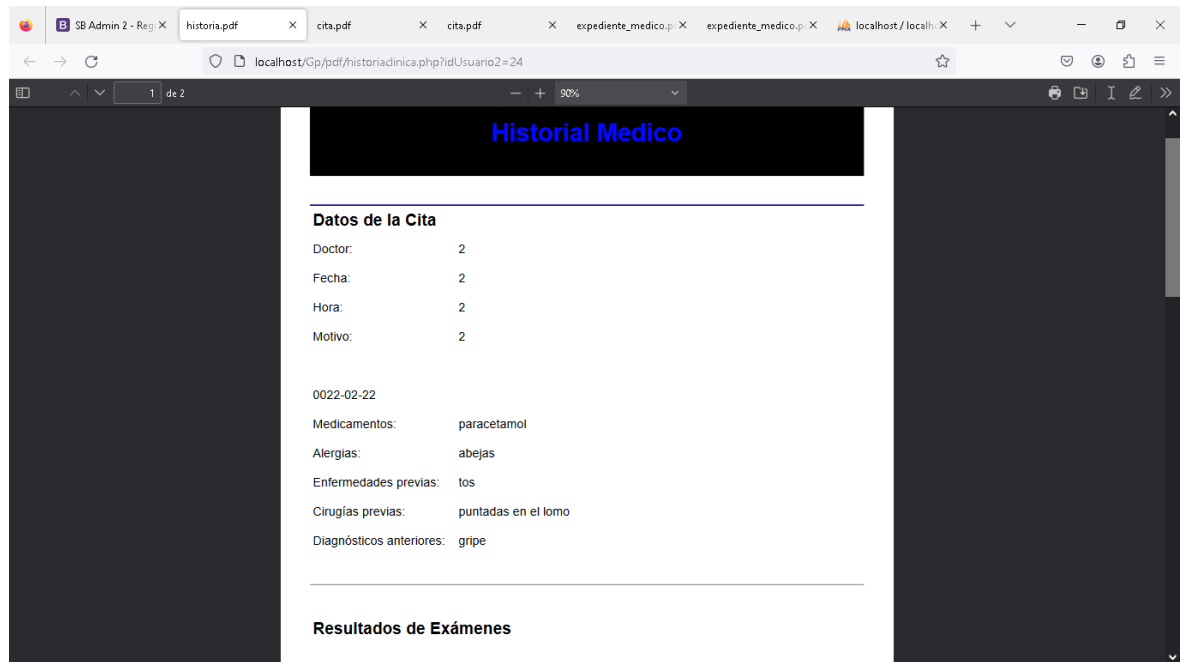 SB Admin 2 - Reg
historia.pdf
cita.pdf
cita.pdf
expediente_medico.p
expediente_medico.p
localhost / localh
localhost/Gp/pdf/historiaclinica.php?idUsuario2=24
1 de 2
90%
Historial Medico
Datos de la Cita
Doctor: 2
Fecha: 2
Hora: 2
Motivo: 2
0022-02-22
Medicamentos: paracetamol
Alergias: abejas
Enfermedades previas: tos
Cirugías previas: puntadas en el lomo
Diagnósticos anteriores: gripe
Resultados de Exámenes